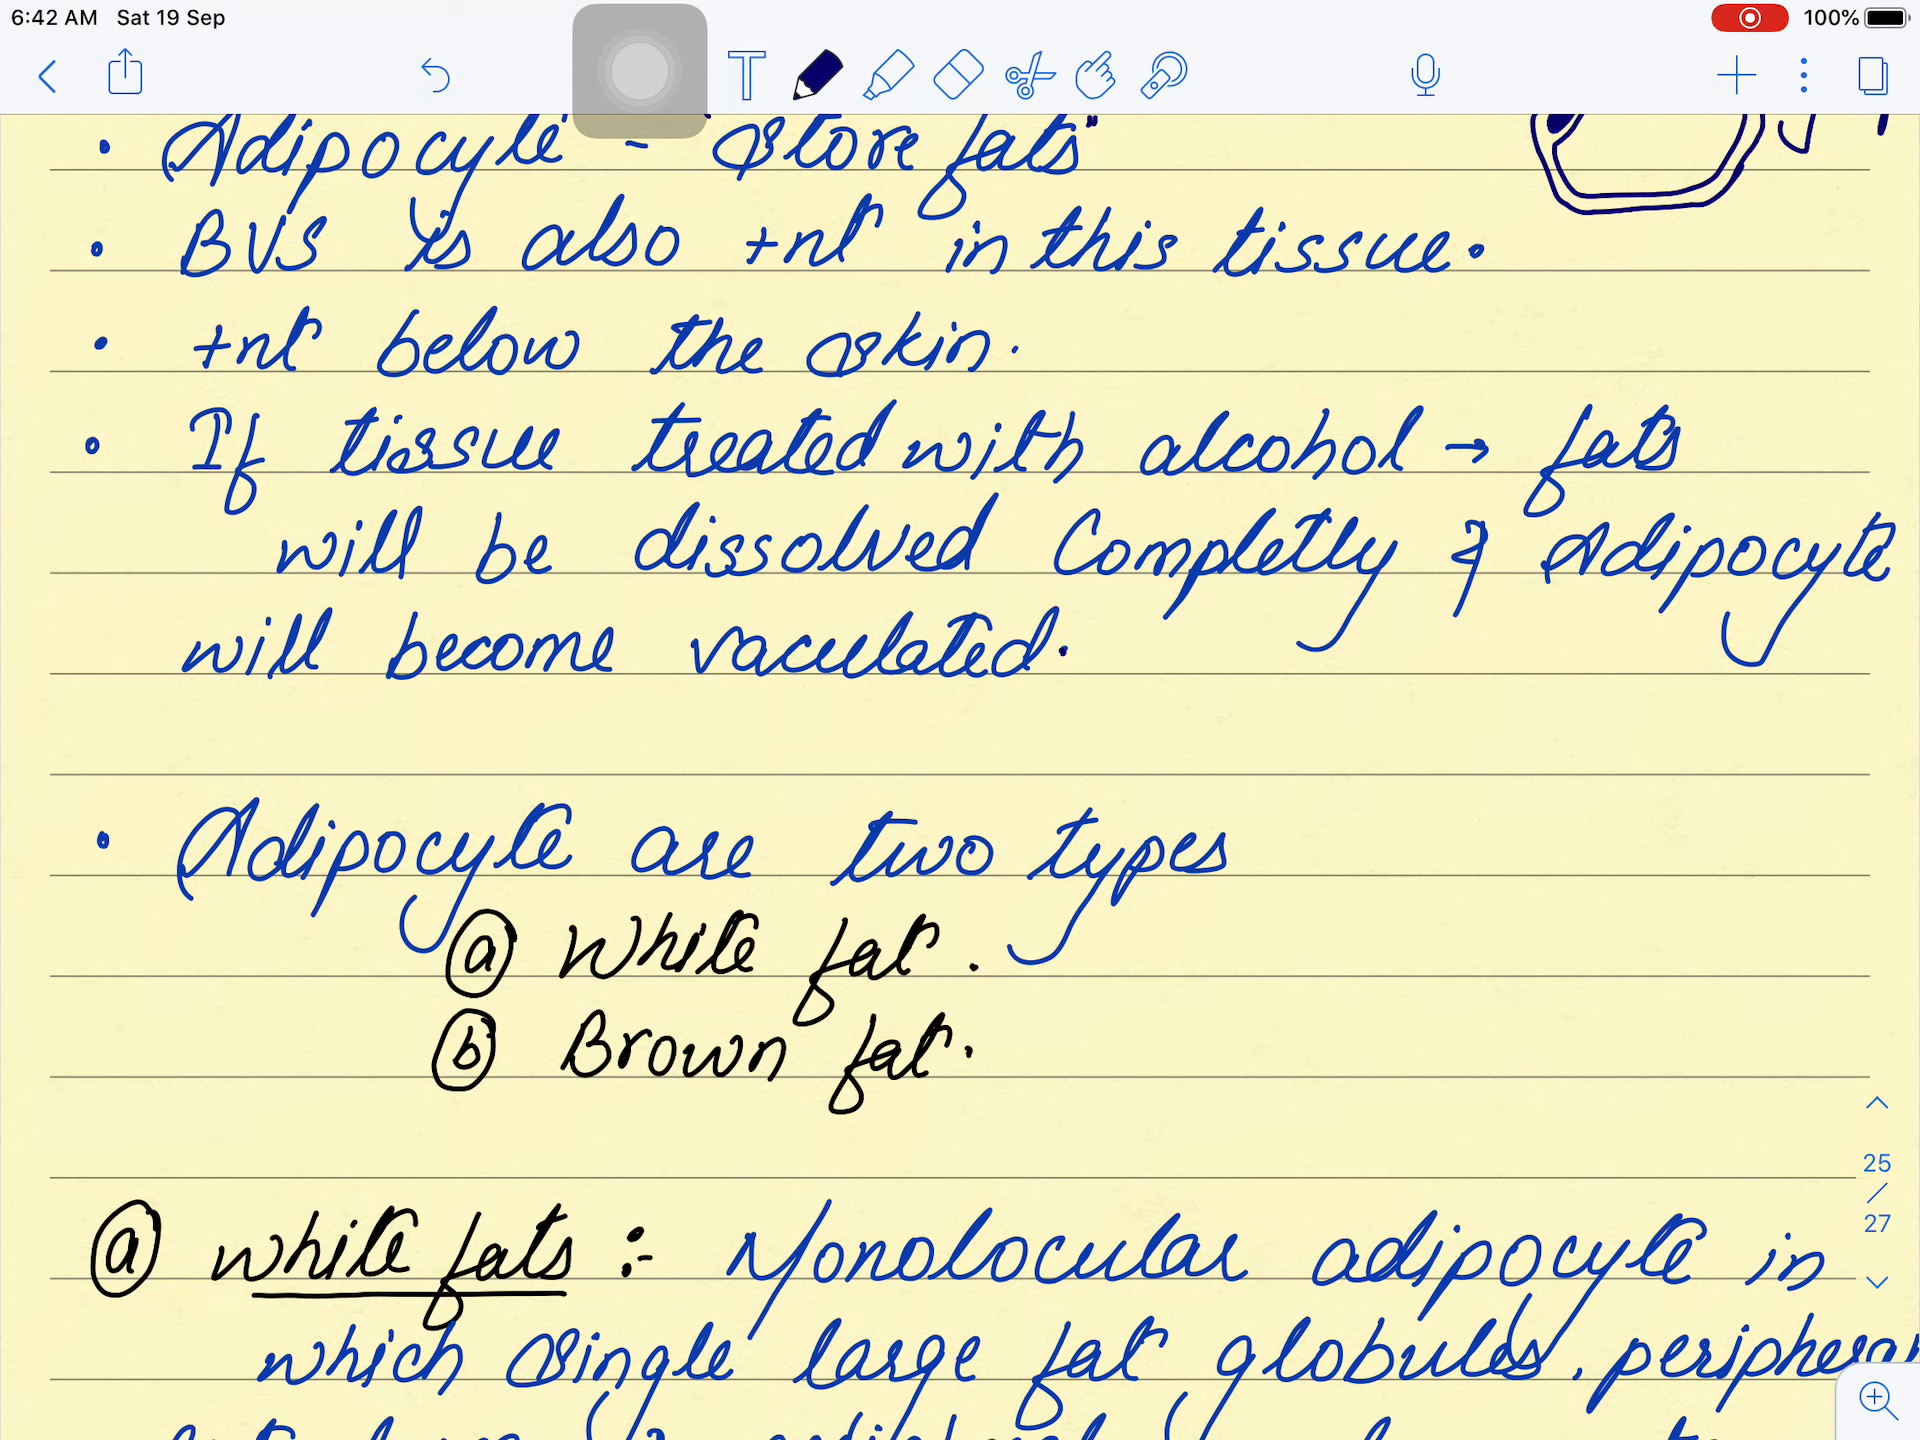 6:42 AM Sat 19 Sep
100%
T
• Adipocyte - "Store fats"
• BVS is also +nt in this tissue.
• +nt below the skin.
• If tissue treated with alcohol → fats
will be dissolved Completly & Adipocyte
will become vaculated.
• Adipocyte are two types
(a) White fat.
(b) Brown fat.
25
/
27
(a) White fats :- Monolocular adipocyte in
which Single large fat globules, peripheral